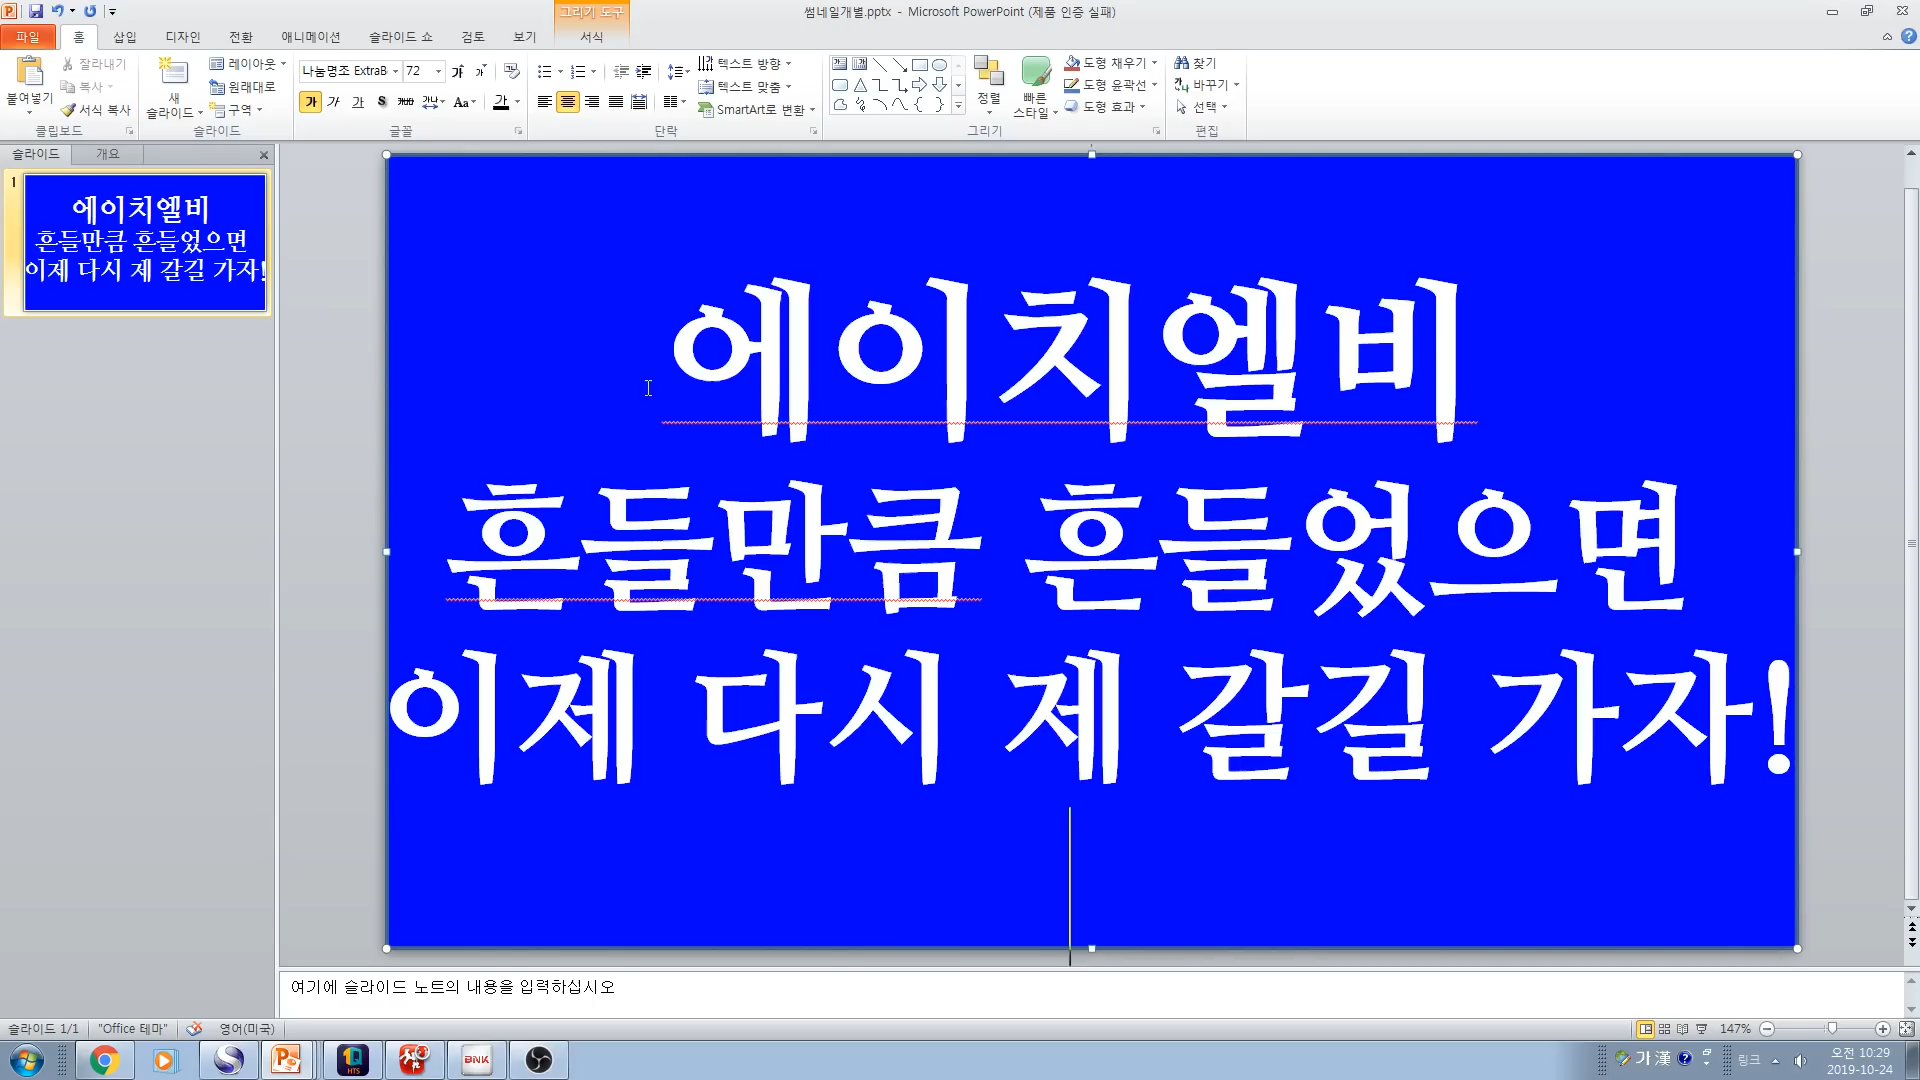 썸네일개별.pptx - Microsoft PowerPoint (제품 인증 실패)
그리기 도구
파일 홈 삽입 디자인 전환 애니메이션 슬라이드 쇼 검토 보기 서식
붙여넣기 잘라내기 복사 서식 복사 클립보드
새 슬라이드 레이아웃 원래대로 구역 슬라이드
나눔명조 ExtraB 72 글꼴
텍스트 방향 텍스트 맞춤 SmartArt로 변환 단락
정렬 빠른 스타일 도형 채우기 도형 윤곽선 도형 효과 그리기
찾기 바꾸기 선택 편집
슬라이드 개요
1
에이치엘비
흔들만큼 흔들었으면
이제 다시 제 갈길 가자!
에이치엘비
흔들만큼 흔들었으면
이제 다시 제 갈길 가자!
여기에 슬라이드 노트의 내용을 입력하십시오
슬라이드 1/1 "Office 테마" 영어(미국) 147%
HTS BNK 가 漢 링크 오전 10:29
2019-10-24